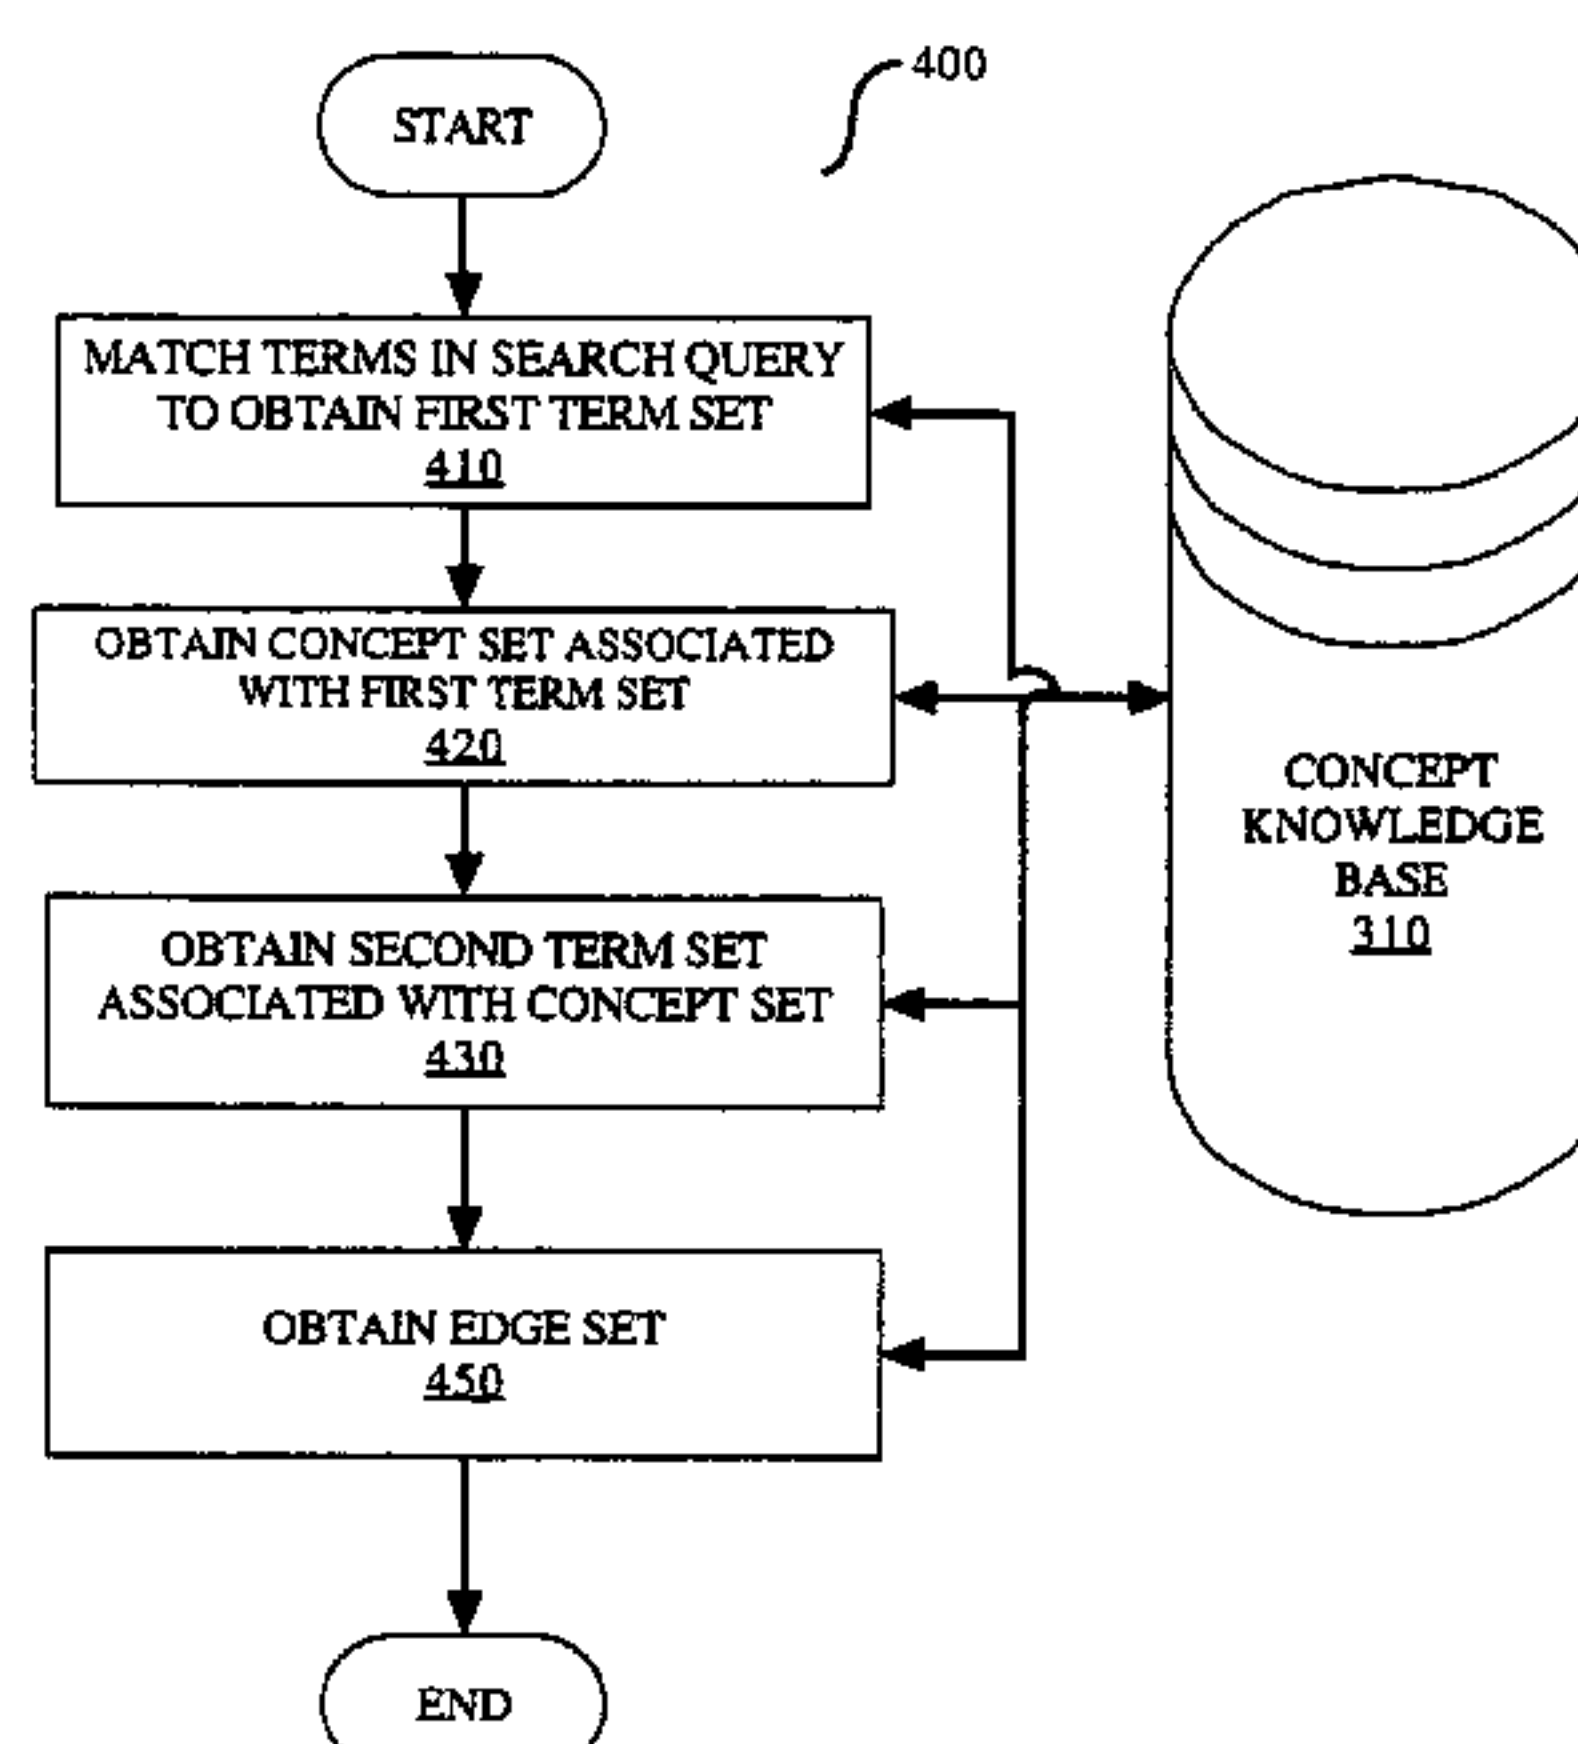 400
START
MATCH TERMS IN SEARCH QUERY
TO OBTAIN FIRST TERM SET
410
OBTAIN CONCEPT SET ASSOCIATED
WITH FIRST TERM SET
420
OBTAIN SECOND TERM SET
ASSOCIATED WITH CONCEPT SET
430
OBTAIN EDGE SET
450
END
CONCEPT
KNOWLEDGE
BASE
310